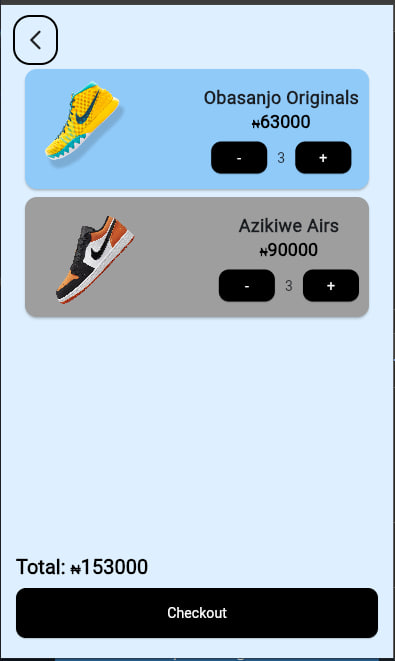 Obasanjo Originals
₦63000
- 3 +
Azikiwe Airs
₦90000
- 3 +
Total: ₦153000
Checkout